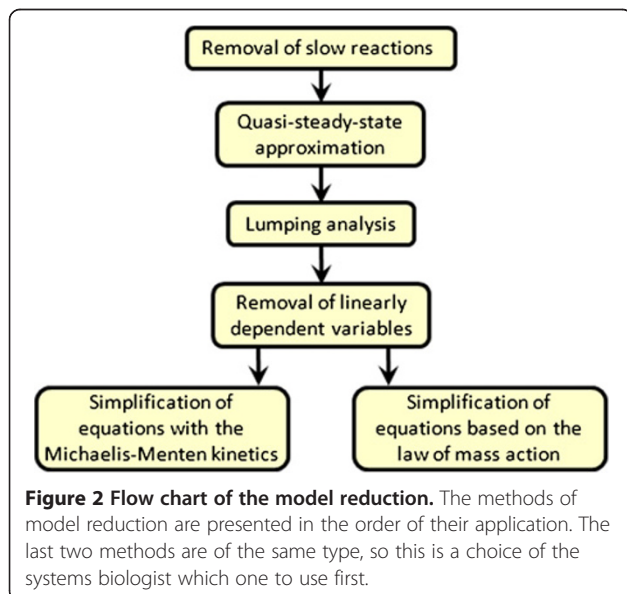 Removal of slow reactions
Quasi-steady-state
approximation
Lumping analysis
Removal of linearly
dependent variables
Simplification of
equations with the
Michaelis-Menten kinetics
Simplification of
equations based on the
law of mass action
Figure 2 Flow chart of the model reduction. The methods of
model reduction are presented in the order of their application. The
last two methods are of the same type, so this is a choice of the
systems biologist which one to use first.